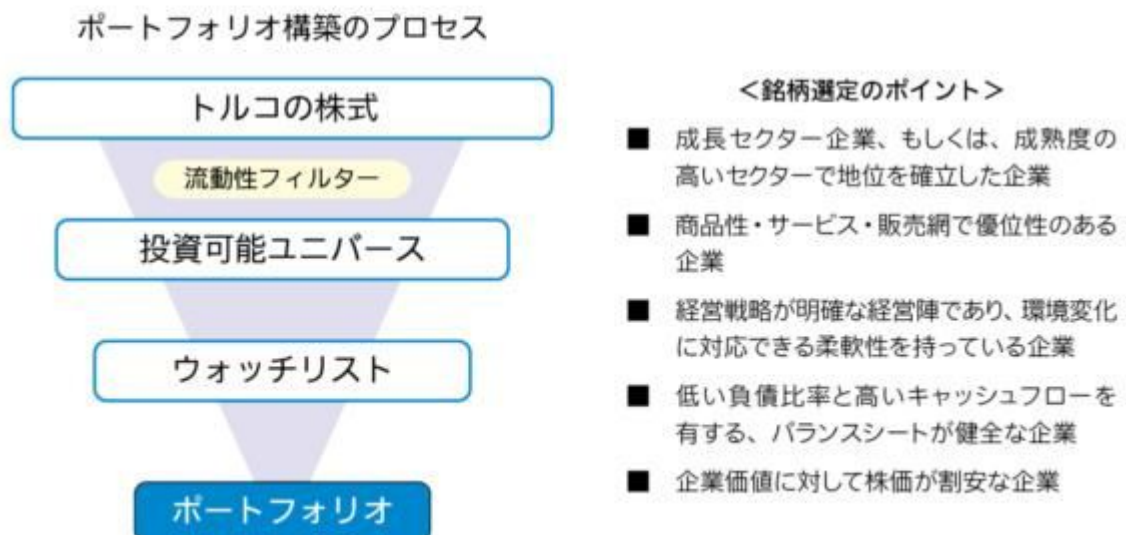 ポートフォリオ構築のプロセス
トルコの株式
流動性フィルター
投資可能ユニバース
ウォッチリスト
ポートフォリオ
＜銘柄選定のポイント＞
■ 成長セクター企業、もしくは、成熟度の
高いセクターで地位を確立した企業
■ 商品性・サービス・販売網で優位性のある
企業
■ 経営戦略が明確な経営陣であり、環境変化
に対応できる柔軟性を持っている企業
■ 低い負債比率と高いキャッシュフローを
有する、バランスシートが健全な企業
■ 企業価値に対して株価が割安な企業